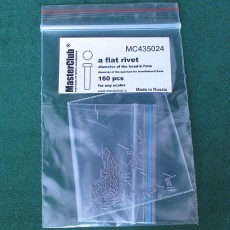 MasterClub®
MC435024
a flat rivet
diameter of the head-0.7mm
diameter of the aperture for installation-0.4mm
160 pcs
for any scales
Made in Russia